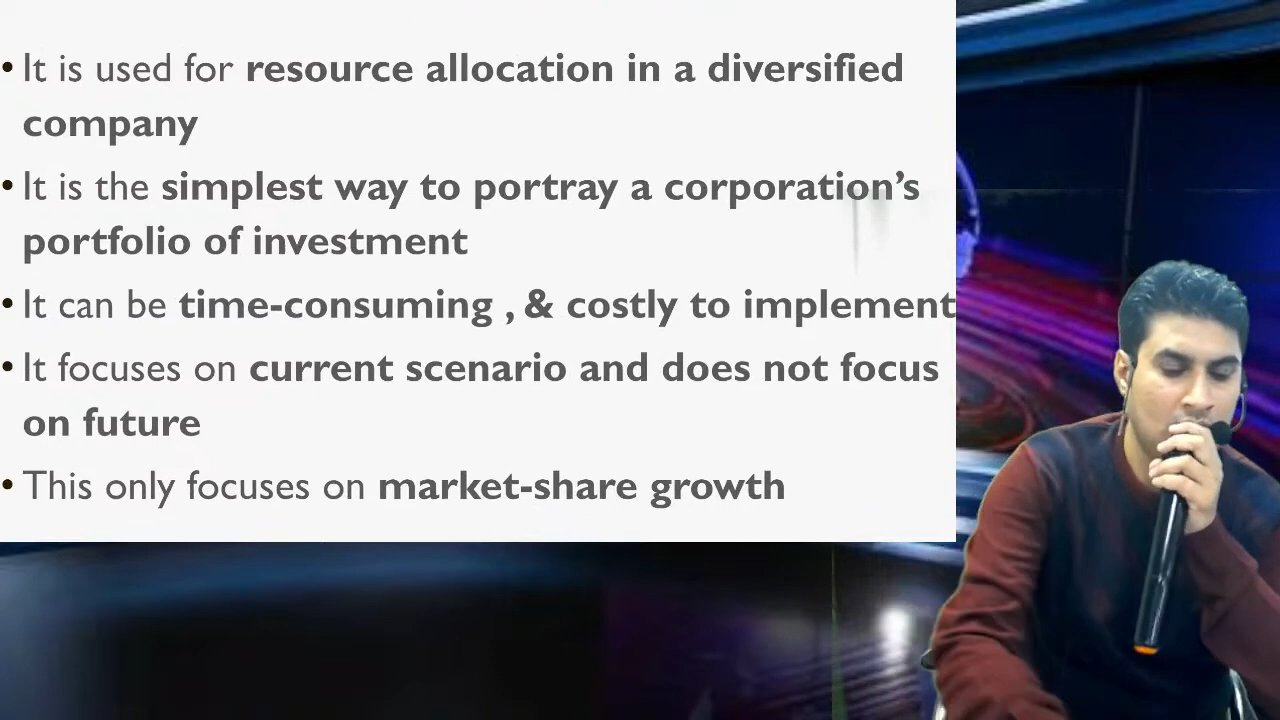 • It is used for resource allocation in a diversified
company
• It is the simplest way to portray a corporation’s
portfolio of investment
• It can be time-consuming , & costly to implement
• It focuses on current scenario and does not focus
on future
• This only focuses on market-share growth